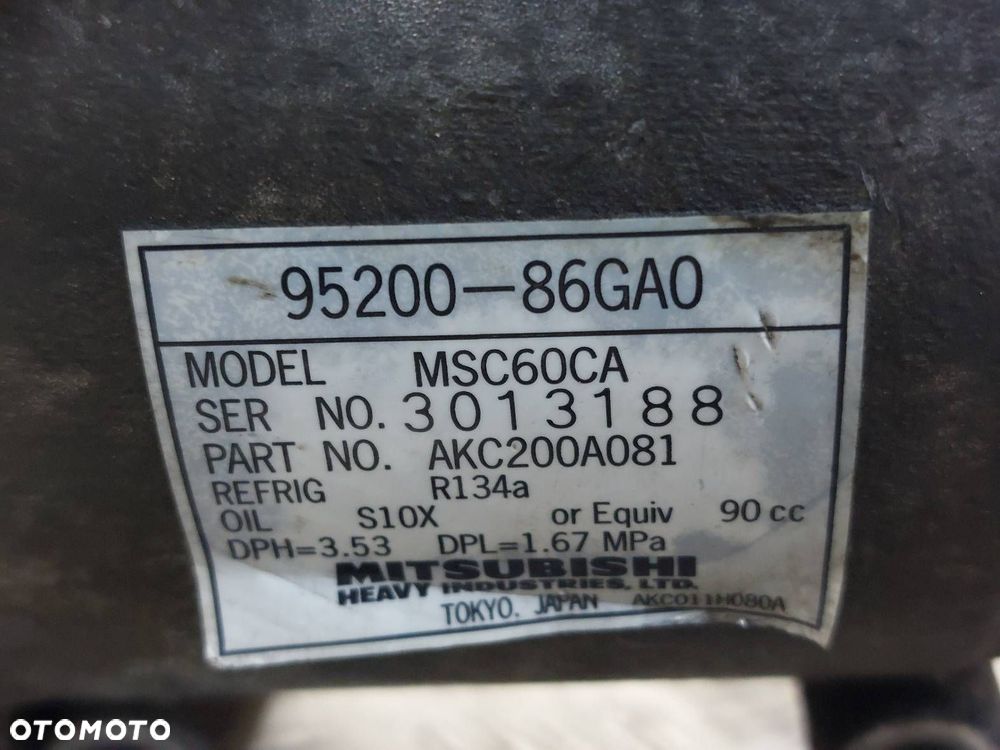 95200-86GA0
MODEL MSC60CA
SER NO. 3013188
PART NO. AKC200A081
REFRIG R134a
OIL S10X or Equiv 90 cc
DPH=3.53 DPL=1.67 MPa
MITSUBISHI
HEAVY INDUSTRIES, LTD.
TOKYO. JAPAN AKC011H080A
OTOMOTO